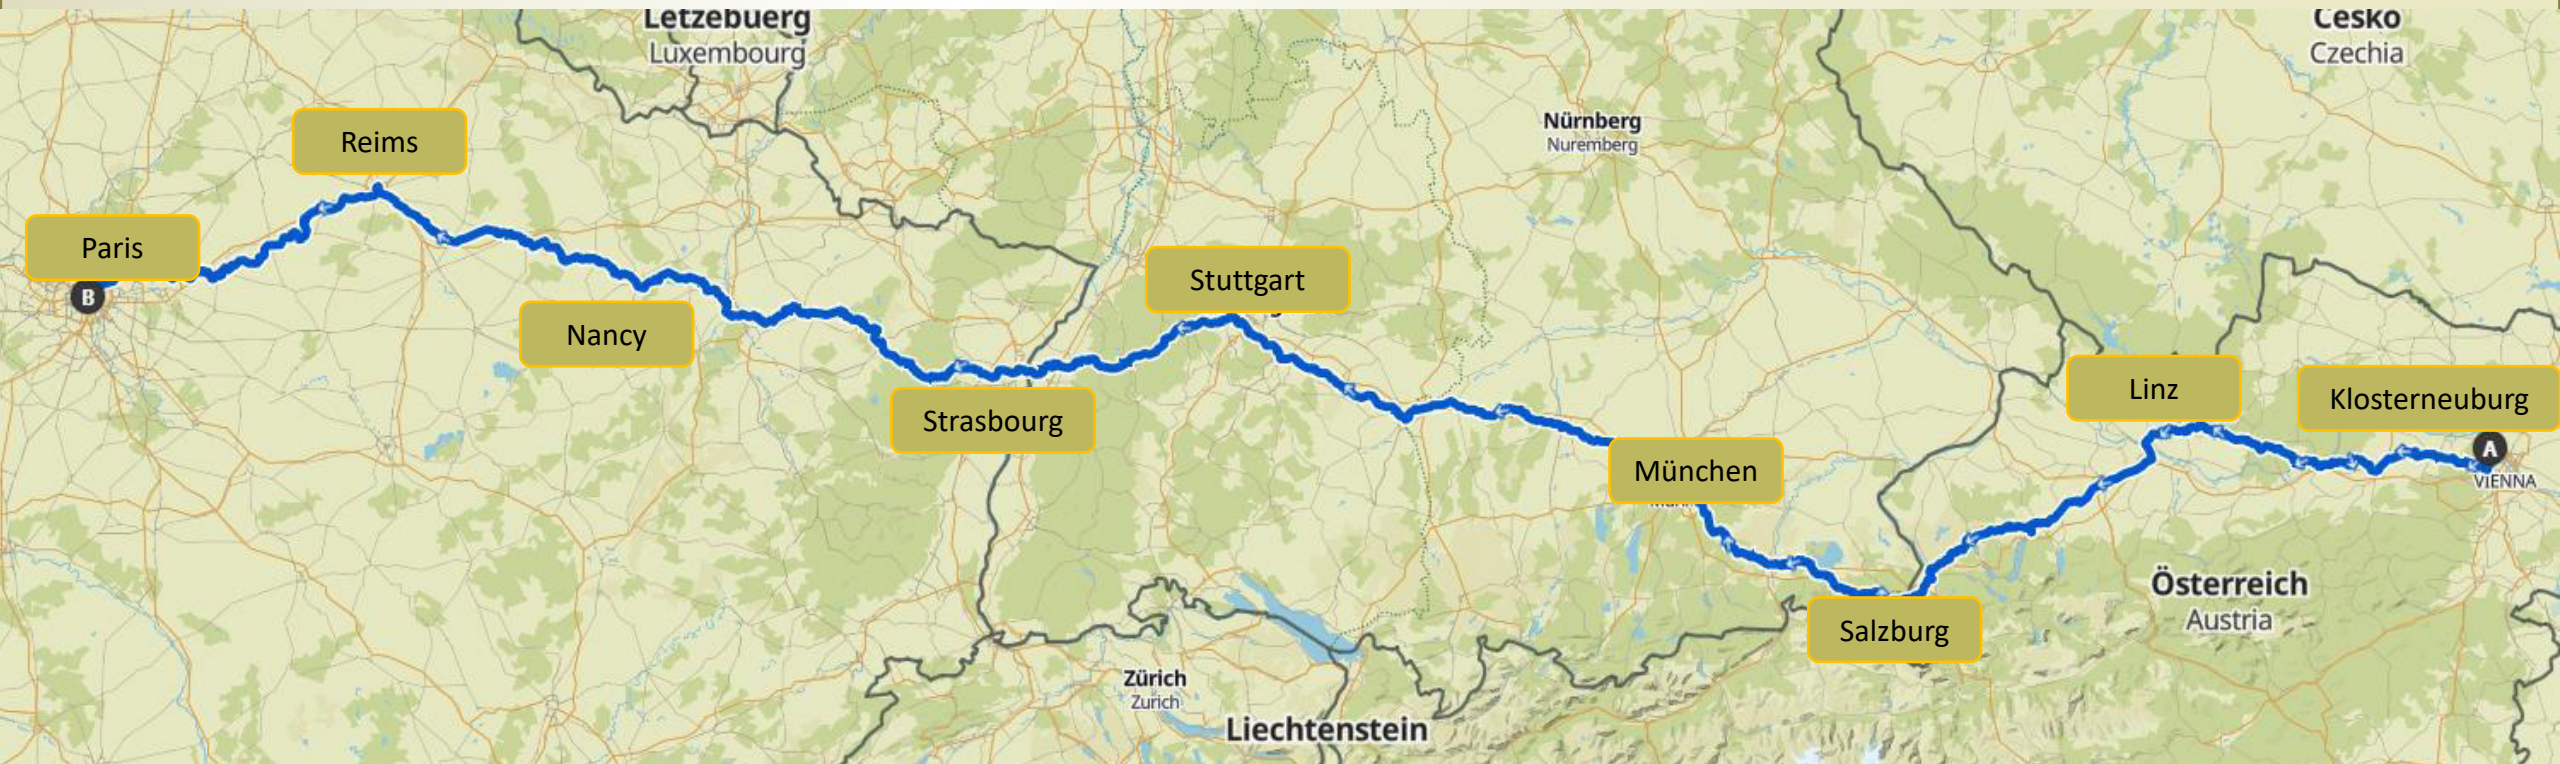 Letzebuerg
Luxembourg
Česko
Czechia
Reims
Nürnberg
Nuremberg
Paris
B
Stuttgart
Nancy
Linz
Klosterneuburg
Strasbourg
A
VIENNA
München
Österreich
Austria
Salzburg
Zürich
Zurich
Liechtenstein